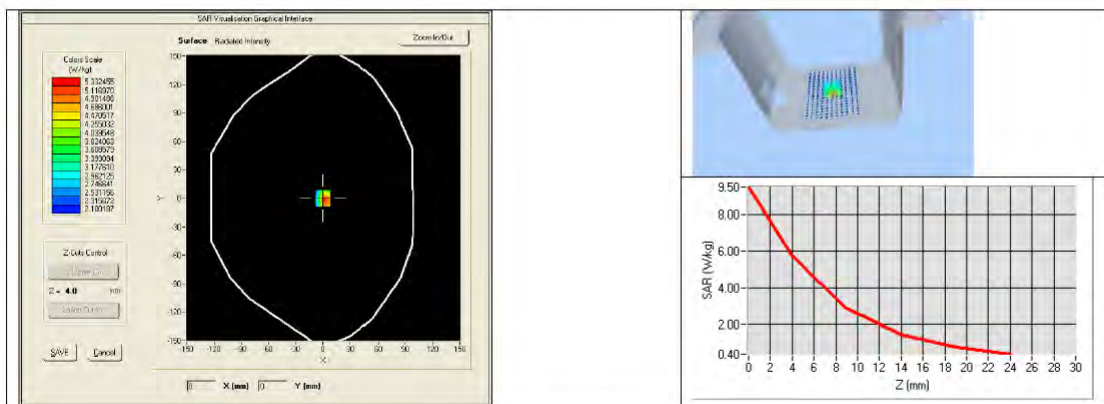 SAR Visualisation Graphical Interface
Surface Radiated Intensity
Zoom In/Out
Colors Scale
(W/kg)
5.332455
5.116970
4.901486
4.686001
4.470517
4.255032
4.039548
3.824063
3.608579
3.393094
3.177610
2.962125
2.746641
2.531156
2.315672
2.100187
150
120
90
60
30
0
-30
-60
-90
-120
-150
Y
-150 -120 -90 -60 -30 0 30 60 90 120 150
X
Z-Cuts Control
Z = 4.0 mm
SAVE Cancel
0 X (mm) 0 Y (mm)
9.50
8.00
6.00
4.00
2.00
0.40
SAR (W/kg)
0 2 4 6 8 10 12 14 16 18 20 22 24 26 28 30
Z (mm)